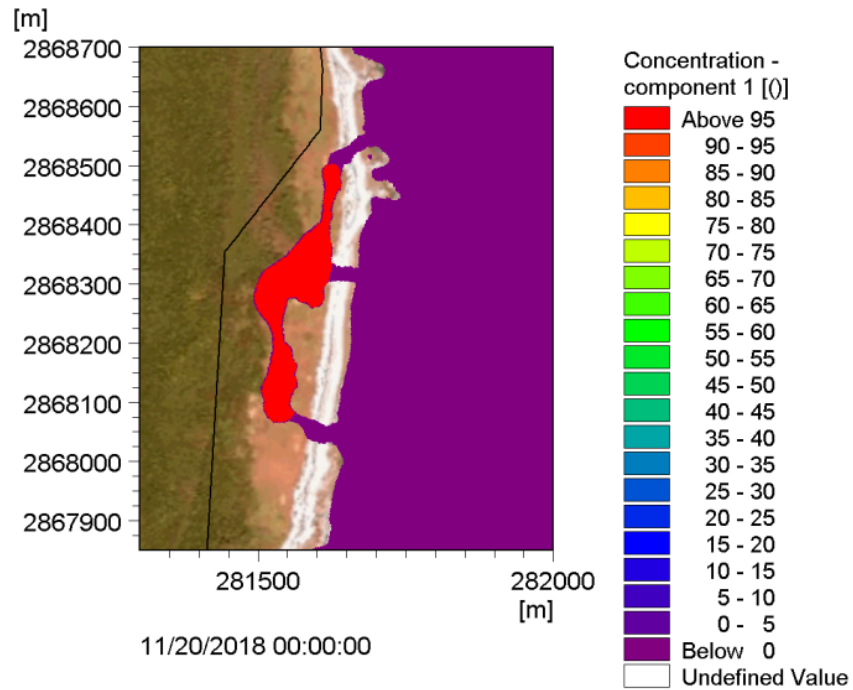 [m]
2868700
2868600
2868500
2868400
2868300
2868200
2868100
2868000
2867900
281500
282000
[m]
11/20/2018 00:00:00
Concentration -
component 1 [()]
Above 95
90 - 95
85 - 90
80 - 85
75 - 80
70 - 75
65 - 70
60 - 65
55 - 60
50 - 55
45 - 50
40 - 45
35 - 40
30 - 35
25 - 30
20 - 25
15 - 20
10 - 15
5 - 10
0 - 5
Below 0
Undefined Value